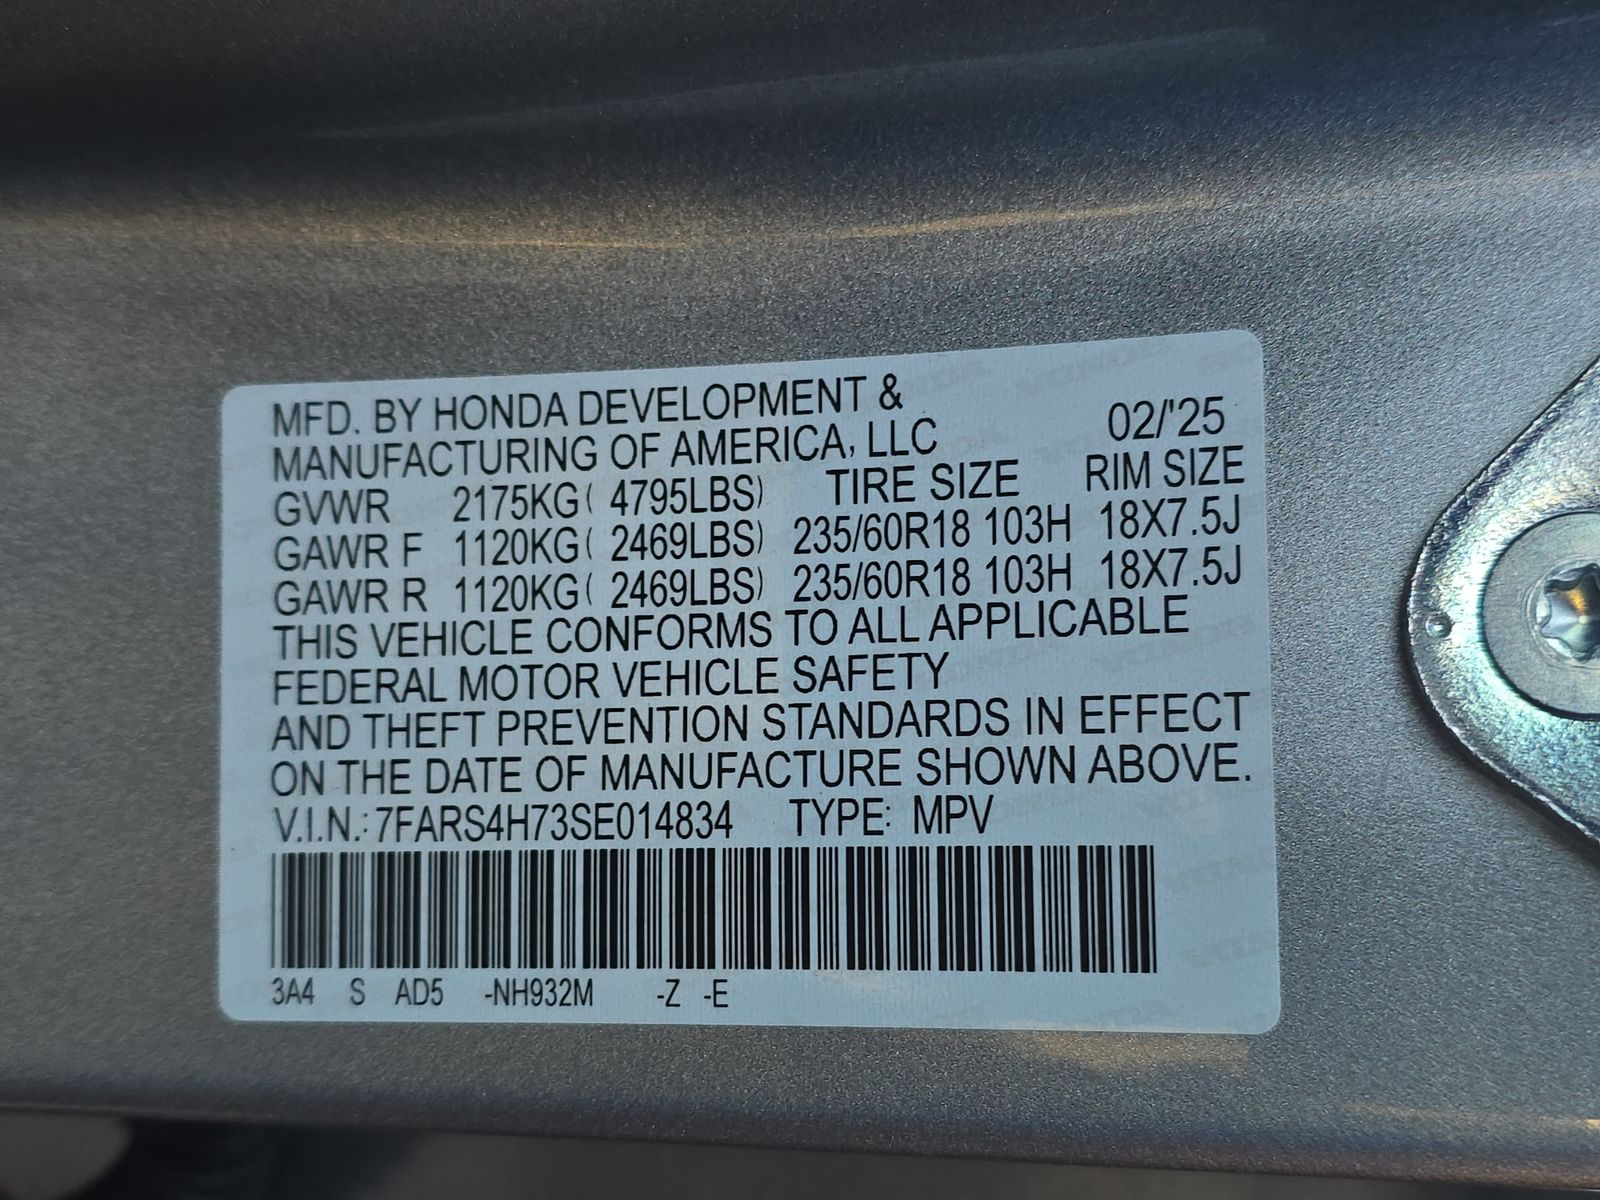 MFD. BY HONDA DEVELOPMENT &
MANUFACTURING OF AMERICA, LLC 02/'25
GVWR 2175KG( 4795LBS) TIRE SIZE RIM SIZE
GAWR F 1120KG( 2469LBS) 235/60R18 103H 18X7.5J
GAWR R 1120KG( 2469LBS) 235/60R18 103H 18X7.5J
THIS VEHICLE CONFORMS TO ALL APPLICABLE
FEDERAL MOTOR VEHICLE SAFETY
AND THEFT PREVENTION STANDARDS IN EFFECT
ON THE DATE OF MANUFACTURE SHOWN ABOVE.
V.I.N.: 7FARS4H73SE014834 TYPE: MPV
3A4 S AD5 -NH932M -Z -E